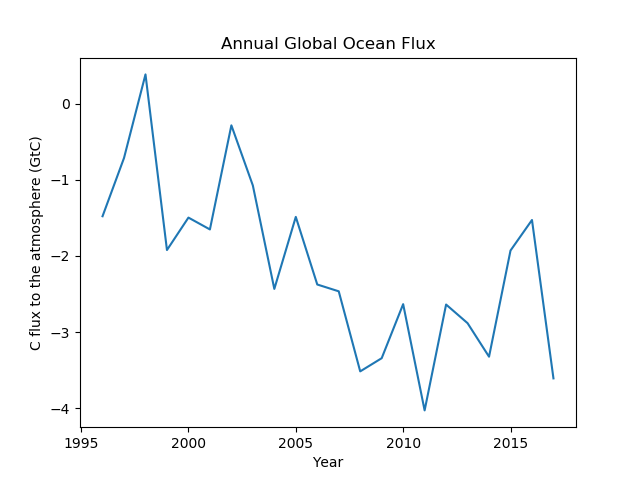 Annual Global Ocean Flux
C flux to the atmosphere (GtC)
0
−1
−2
−3
−4
1995 2000 2005 2010 2015
Year